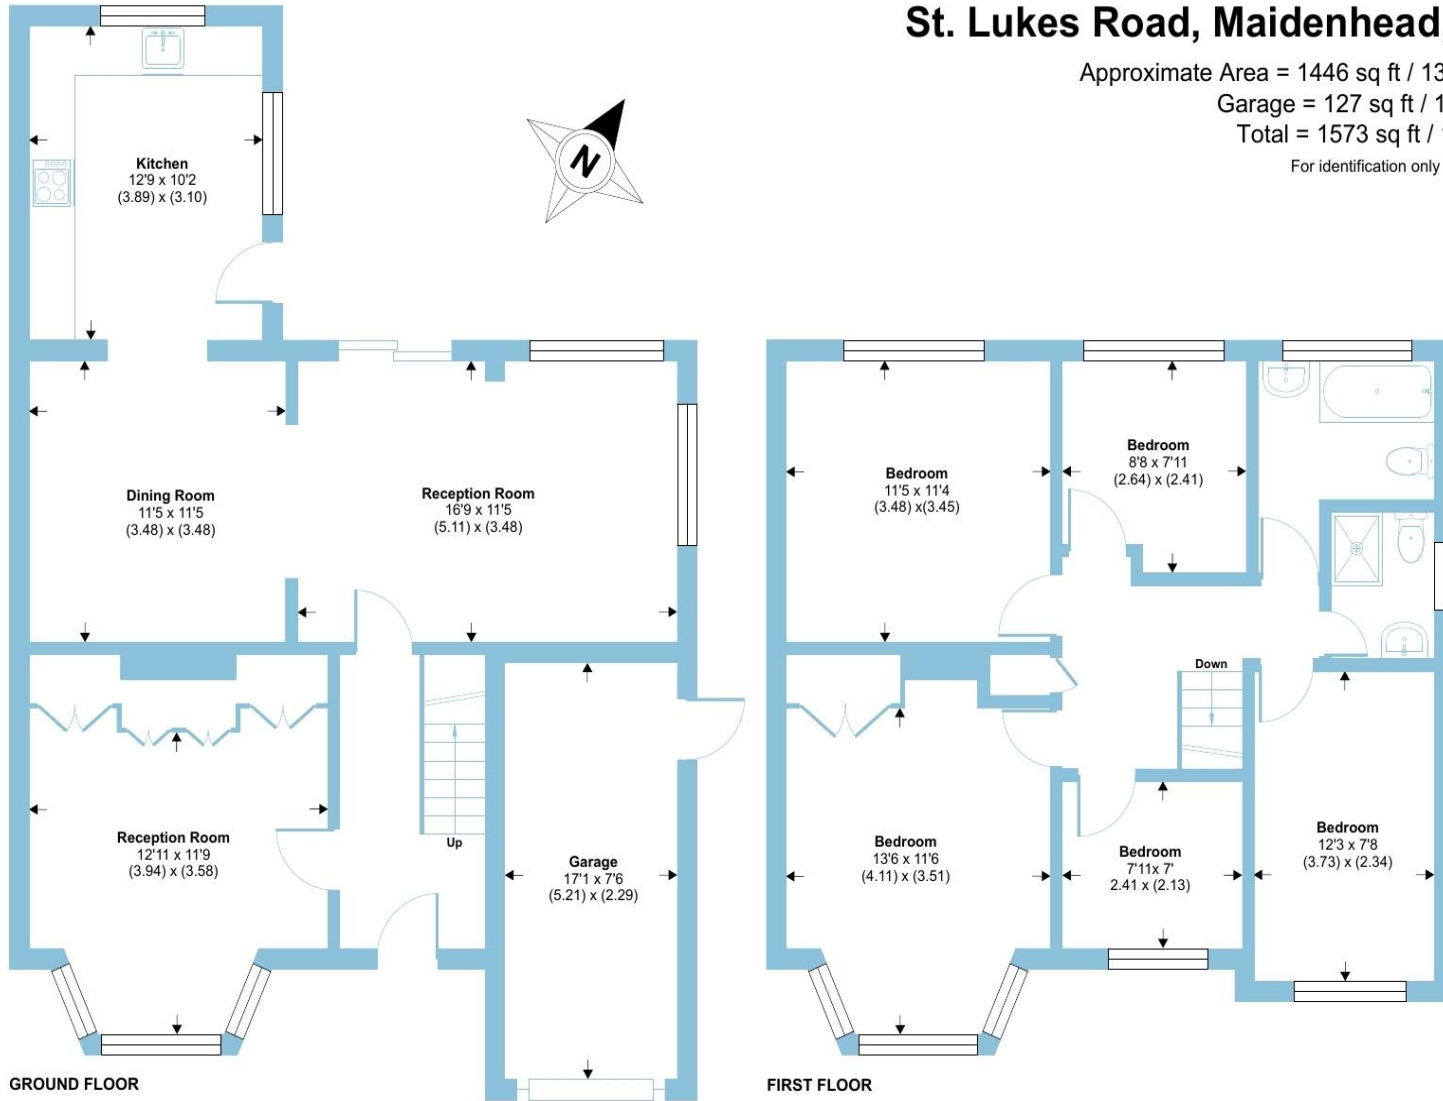 St. Lukes Road, Maidenhead,
Approximate Area = 1446 sq ft / 13
Garage = 127 sq ft / 1
Total = 1573 sq ft /
For identification only
N
Kitchen
12'9 x 10'2
(3.89) x (3.10)
Dining Room
11'5 x 11'5
(3.48) x (3.48)
Reception Room
16'9 x 11'5
(5.11) x (3.48)
Reception Room
12'11 x 11'9
(3.94) x (3.58)
Up
Garage
17'1 x 7'6
(5.21) x (2.29)
GROUND FLOOR
Bedroom
11'5 x 11'4
(3.48) x(3.45)
Bedroom
8'8 x 7'11
(2.64) x (2.41)
Down
Bedroom
13'6 x 11'6
(4.11) x (3.51)
Bedroom
7'11x 7'
2.41 x (2.13)
Bedroom
12'3 x 7'8
(3.73) x (2.34)
FIRST FLOOR